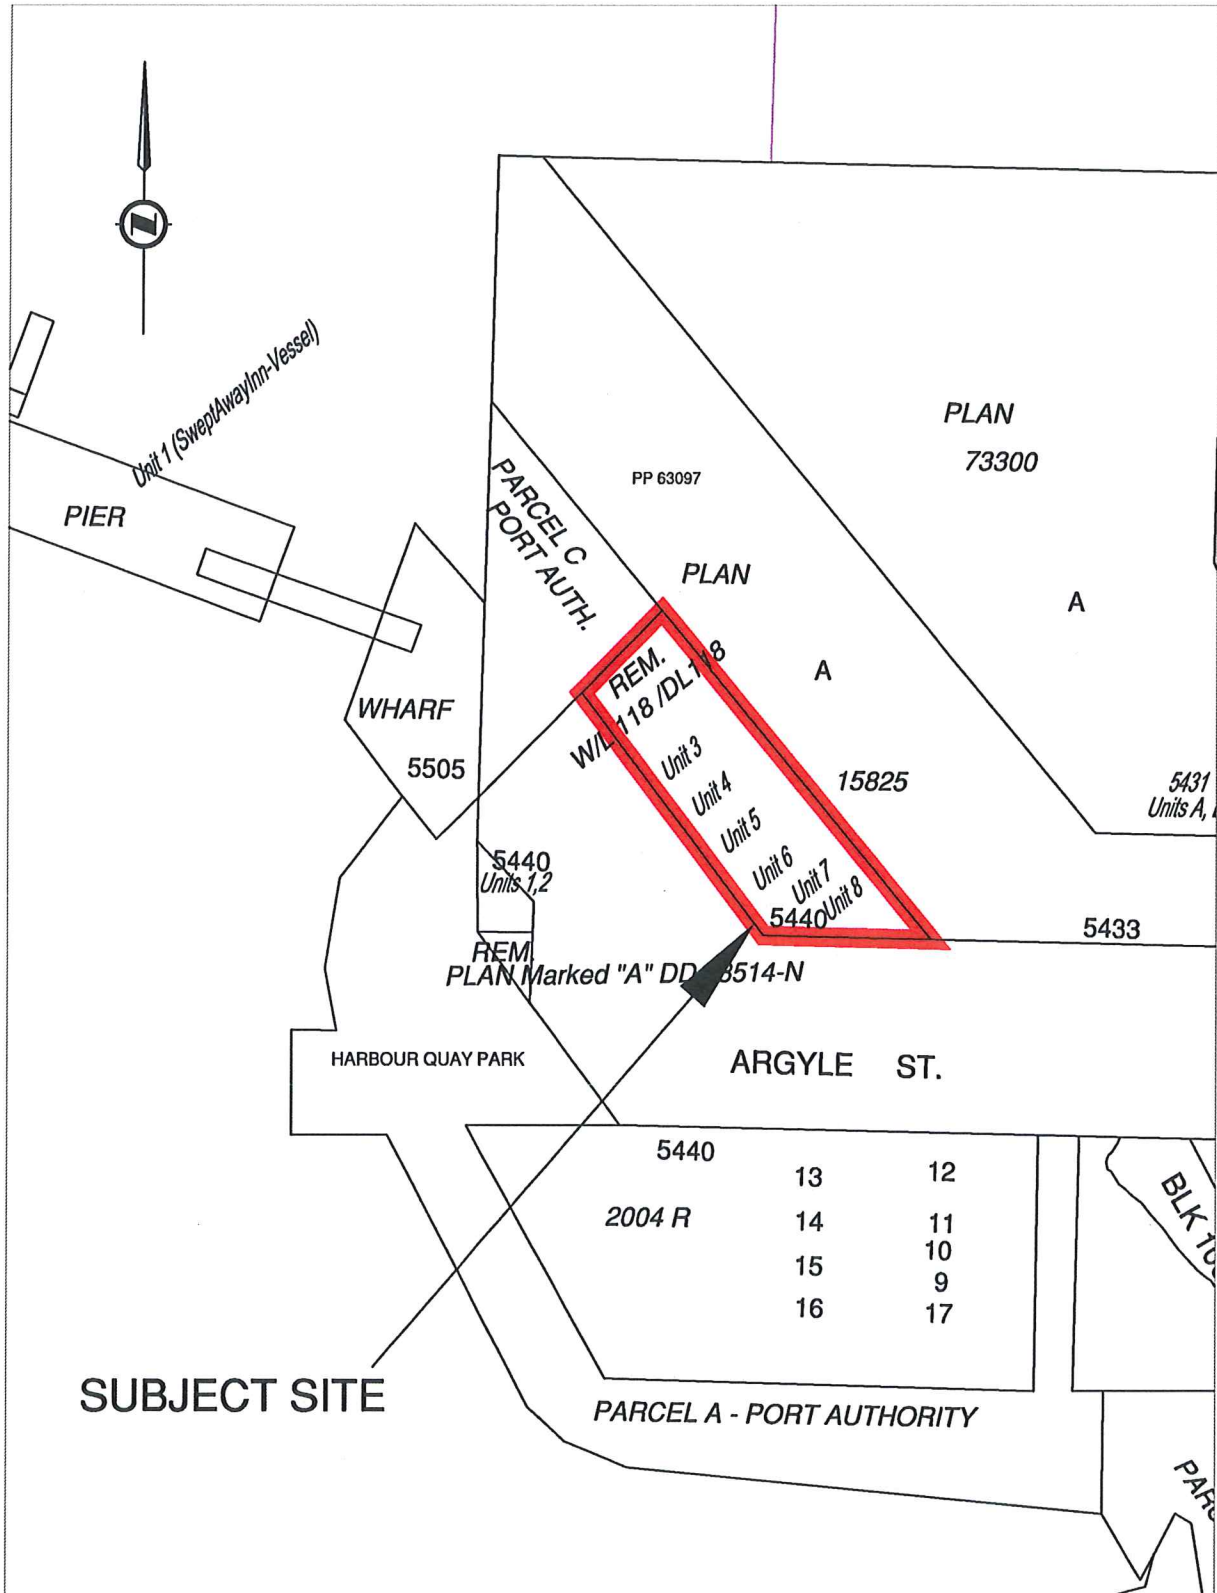 N
Unit 1 (SweptAwayInn-Vessel)
PIER
PLAN
73300
PP 63097
PARCEL C
PORT AUTH.
PLAN
A
A
REM.
W/L 118 /DL 118
WHARF
5505
Unit 3
Unit 4
Unit 5
Unit 6
Unit 7
Unit 8
5440
15825
5431
Units A,
5433
5440
Units 1,2
REM.
PLAN Marked "A" DD 3514-N
HARBOUR QUAY PARK
ARGYLE ST.
5440
2004 R
13
14
15
16
12
11
10
9
17
BLK
SUBJECT SITE
PARCEL A - PORT AUTHORITY